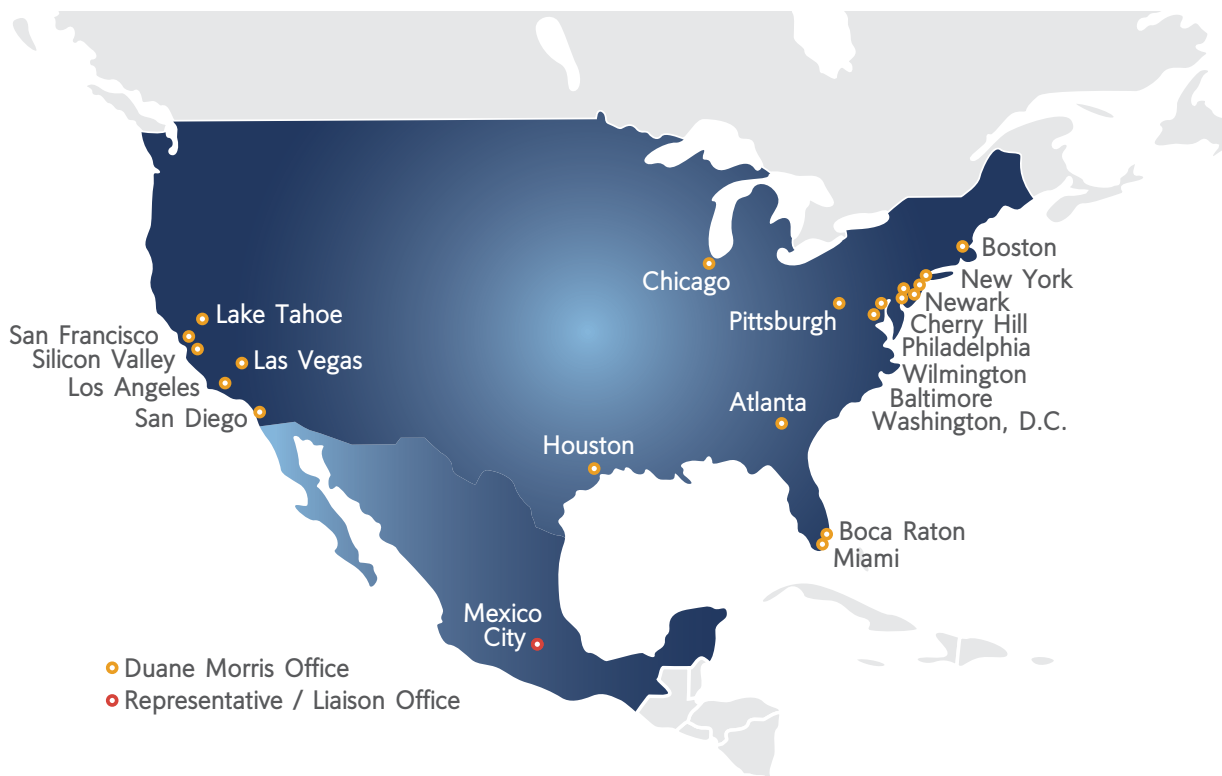 Boston
New York
Chicago
Newark
Lake Tahoe
Pittsburgh
Cherry Hill
San Francisco
Philadelphia
Silicon Valley
Las Vegas
Wilmington
Los Angeles
Baltimore
Atlanta
San Diego
Washington, D.C.
Houston
Boca Raton
Miami
Mexico
City
Duane Morris Office
Representative / Liaison Office